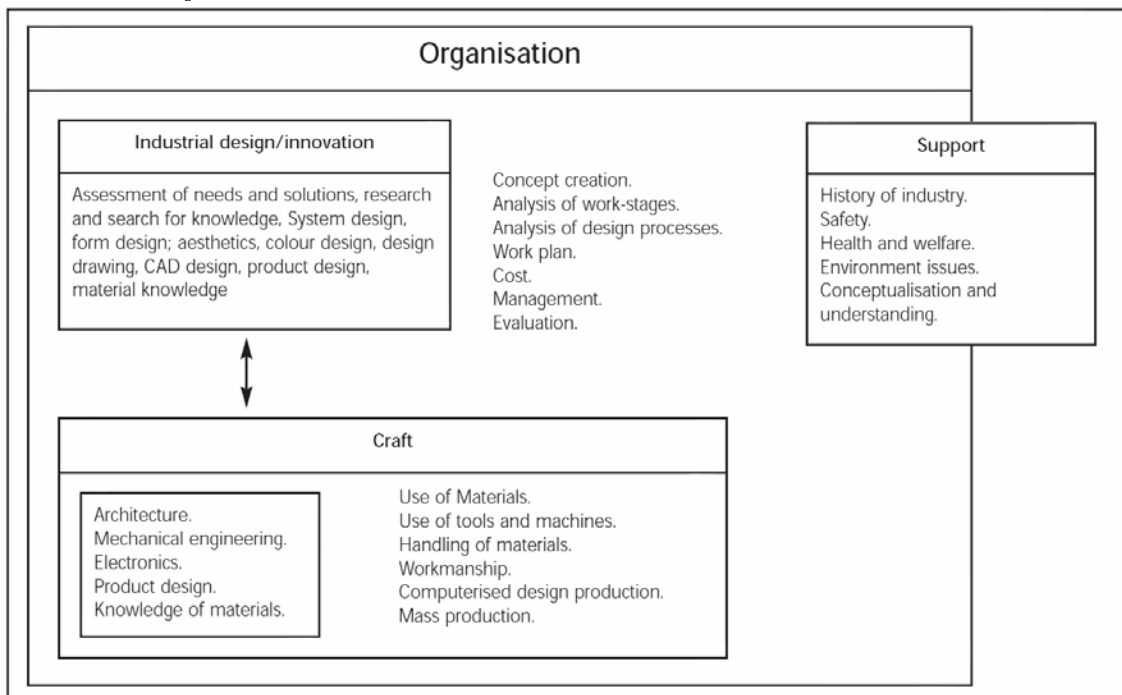 Organisation
Industrial design/innovation
Assessment of needs and solutions, research
and search for knowledge, System design,
form design; aesthetics, colour design, design
drawing, CAD design, product design,
material knowledge
Concept creation.
Analysis of work-stages.
Analysis of design processes.
Work plan.
Cost.
Management.
Evaluation.
Support
History of industry.
Safety.
Health and welfare.
Environment issues.
Conceptualisation and
understanding.
Craft
Architecture.
Mechanical engineering.
Electronics.
Product design.
Knowledge of materials.
Use of Materials.
Use of tools and machines.
Handling of materials.
Workmanship.
Computerised design production.
Mass production.